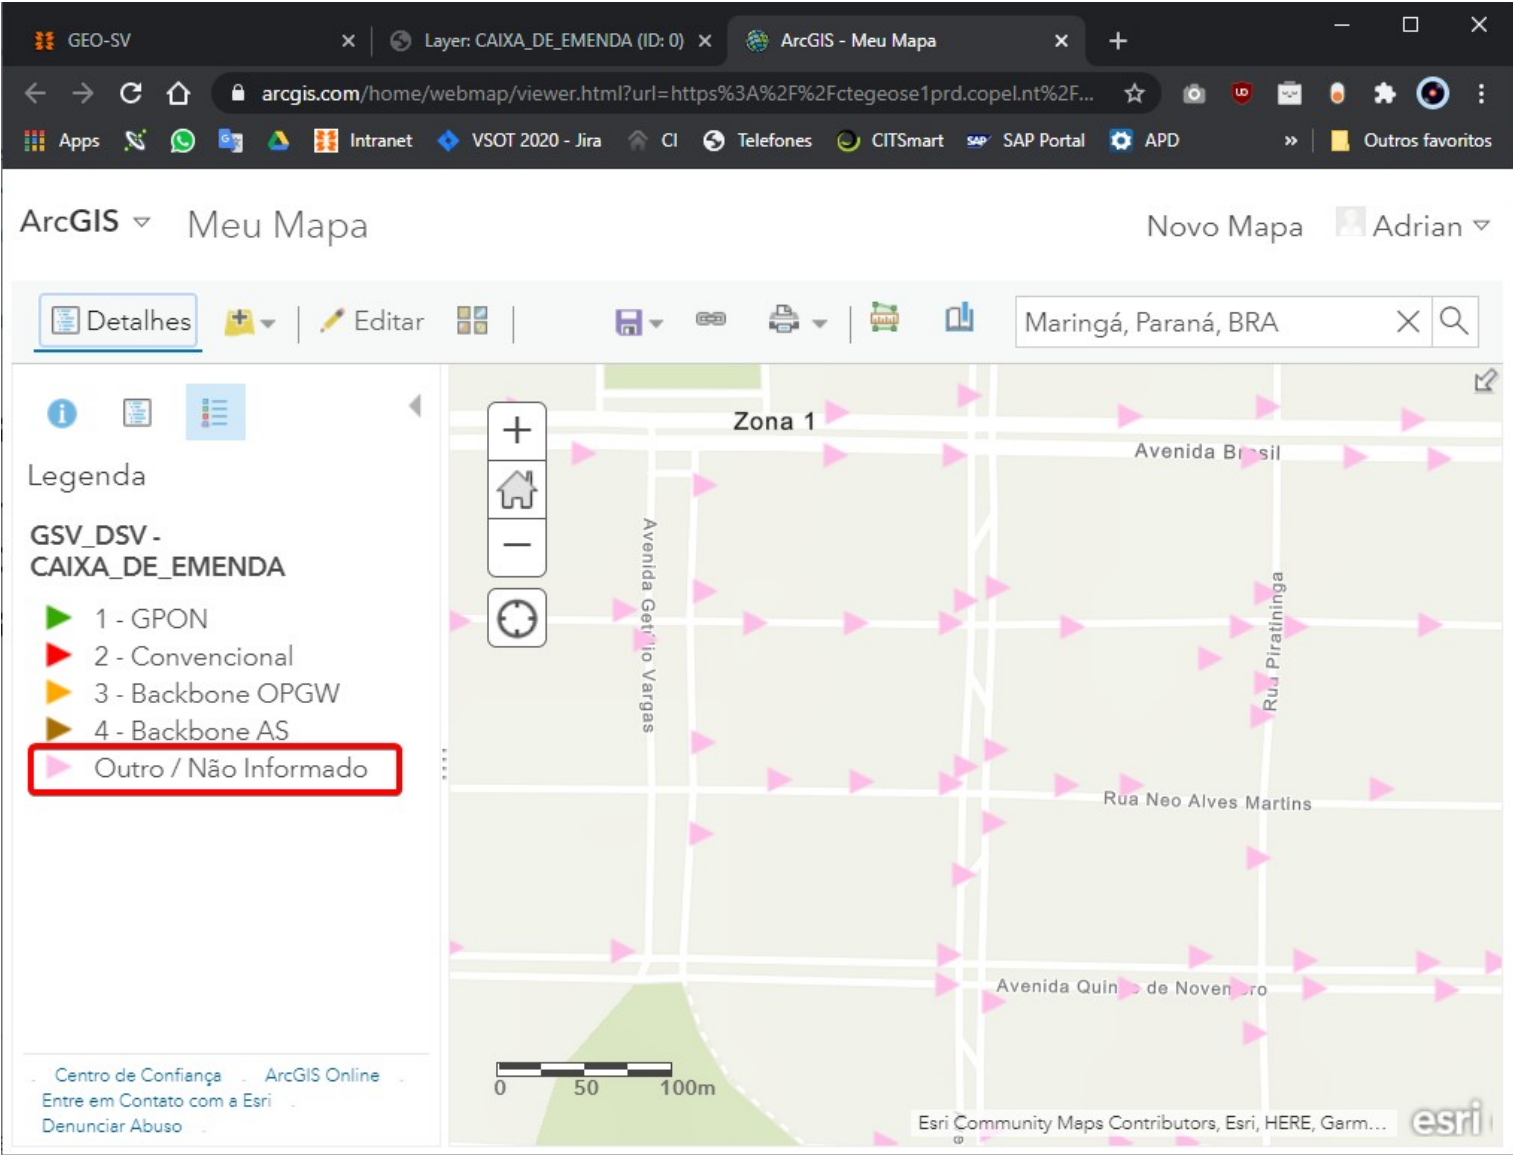 GEO-SV
Layer: CAIXA_DE_EMENDA (ID: 0)
ArcGIS - Meu Mapa
arcgis.com/home/webmap/viewer.html?url=https%3A%2F%2Fctegeose1prd.copel.nt%2F...
Apps
Intranet
VSOT 2020 - Jira
CI
Telefones
CITSmart
SAP Portal
APD
»
Outros favoritos
ArcGIS
Meu Mapa
Novo Mapa
Adrian
Detalhes
Editar
Maringá, Paraná, BRA
Legenda
GSV_DSV -
CAIXA_DE_EMENDA
1 - GPON
2 - Convencional
3 - Backbone OPGW
4 - Backbone AS
Outro / Não Informado
Centro de Confiança
ArcGIS Online
Entre em Contato com a Esri
Denunciar Abuso
Zona 1
Avenida Brasil
Avenida Getúlio Vargas
Rua Piratininga
Rua Neo Alves Martins
Avenida Quinze de Novembro
0 50 100m
Esri Community Maps Contributors, Esri, HERE, Garm...
esri